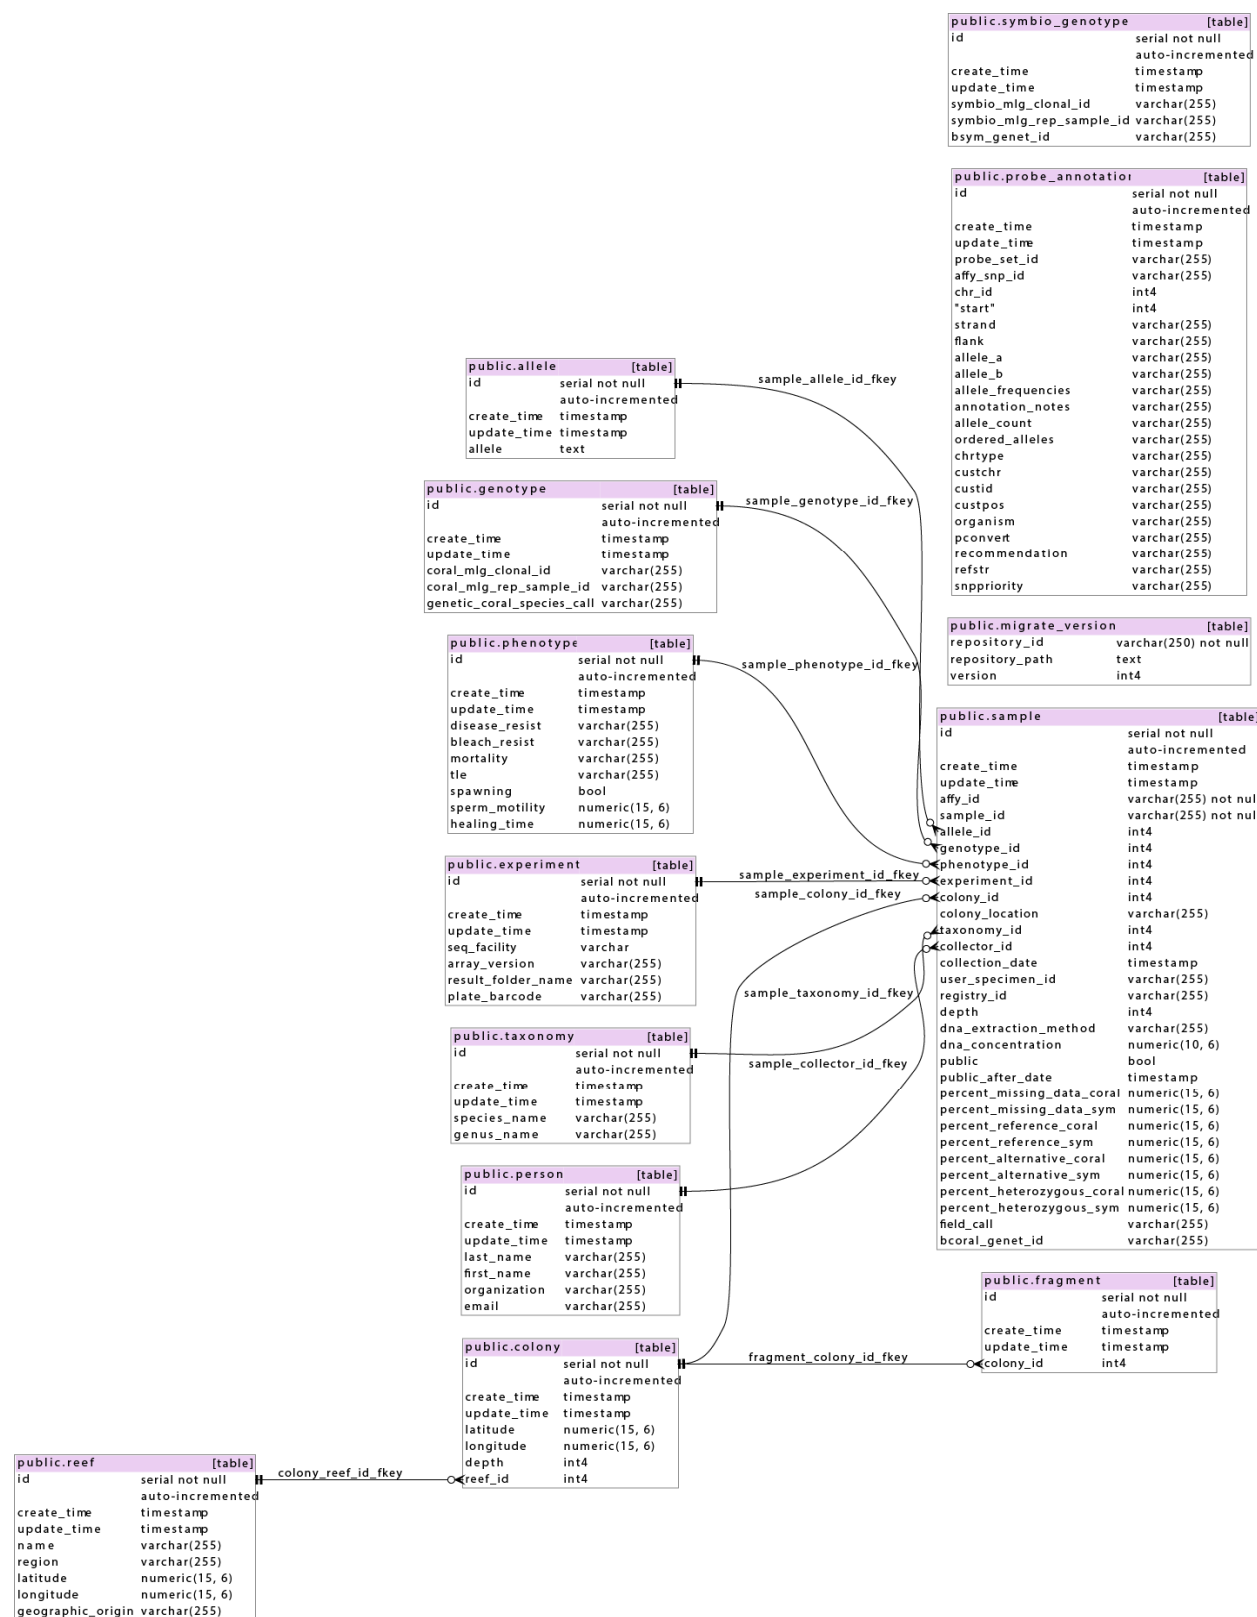 public.symbio_genotype [table]
id serial not null
auto-incremented
create_time timestamp
update_time timestamp
symbio_mlg_clonal_id varchar(255)
symbio_mlg_rep_sample_id varchar(255)
bsym_genet_id varchar(255)
public.probe_annotatio [table]
id serial not null
auto-incremented
create_time timestamp
update_time timestamp
probe_set_id varchar(255)
affy_snp_id varchar(255)
chr_id int4
"start" int4
strand varchar(255)
flank varchar(255)
allele_a varchar(255)
allele_b varchar(255)
allele_frequencies varchar(255)
annotation_notes varchar(255)
allele_count varchar(255)
ordered_alleles varchar(255)
chrtype varchar(255)
custchr varchar(255)
custid varchar(255)
custpos varchar(255)
organism varchar(255)
pconvert varchar(255)
recommendation varchar(255)
refstr varchar(255)
snppriority varchar(255)
public.allele [table]
id serial not null
auto-incremented
create_time timestamp
update_time timestamp
allele text
sample_allele_id_fkey
public.genotype [table]
id serial not null
auto-incremented
create_time timestamp
update_time timestamp
coral_mlg_clonal_id varchar(255)
coral_mlg_rep_sample_id varchar(255)
genetic_coral_species_call varchar(255)
sample_genotype_id_fkey
public.phenotype [table]
id serial not null
auto-incremented
create_time timestamp
update_time timestamp
disease_resist varchar(255)
bleach_resist varchar(255)
mortality varchar(255)
tle varchar(255)
spawning bool
sperm_motility numeric(15, 6)
healing_time numeric(15, 6)
sample_phenotype_id_fkey
public.migrate_version [table]
repository_id varchar(250) not null
repository_path text
version int4
public.sample [table]
id serial not null
auto-incremented
create_time timestamp
update_time timestamp
affy_id varchar(255) not nul
sample_id varchar(255) not nul
allele_id int4
genotype_id int4
phenotype_id int4
experiment_id int4
colony_id int4
colony_location varchar(255)
taxonomy_id int4
collector_id int4
collection_date timestamp
user_specimen_id varchar(255)
registry_id varchar(255)
depth int4
dna_extraction_method varchar(255)
dna_concentration numeric(10, 6)
public bool
public_after_date timestamp
percent_missing_data_coral numeric(15, 6)
percent_missing_data_sym numeric(15, 6)
percent_reference_coral numeric(15, 6)
percent_reference_sym numeric(15, 6)
percent_alternative_coral numeric(15, 6)
percent_alternative_sym numeric(15, 6)
percent_heterozygous_coral numeric(15, 6)
percent_heterozygous_sym numeric(15, 6)
field_call varchar(255)
bcoral_genet_id varchar(255)
public.experiment [table]
id serial not null
auto-incremented
create_time timestamp
update_time timestamp
seq_facility varchar
array_version varchar(255)
result_folder_name varchar(255)
plate_barcode varchar(255)
sample_experiment_id_fkey
sample_colony_id_fkey
sample_taxonomy_id_fkey
sample_collector_id_fkey
public.taxonomy [table]
id serial not null
auto-incremented
create_time timestamp
update_time timestamp
species_name varchar(255)
genus_name varchar(255)
public.person [table]
id serial not null
auto-incremented
create_time timestamp
update_time timestamp
last_name varchar(255)
first_name varchar(255)
organization varchar(255)
email varchar(255)
public.colony [table]
id serial not null
auto-incremented
create_time timestamp
update_time timestamp
latitude numeric(15, 6)
longitude numeric(15, 6)
depth int4
reef_id int4
fragment_colony_id_fkey
public.fragment [table]
id serial not null
auto-incremented
create_time timestamp
update_time timestamp
colony_id int4
public.reef [table]
id serial not null
auto-incremented
create_time timestamp
update_time timestamp
name varchar(255)
region varchar(255)
latitude numeric(15, 6)
longitude numeric(15, 6)
geographic_origin varchar(255)
colony_reef_id_fkey